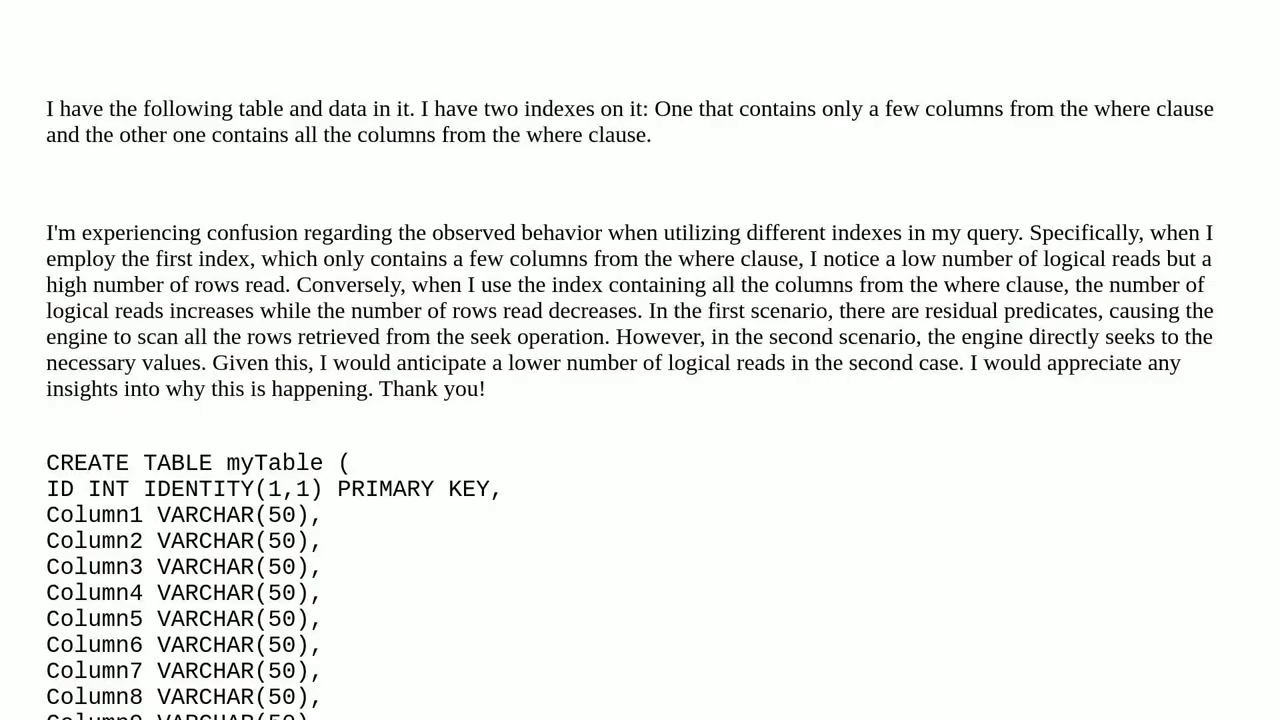 I have the following table and data in it. I have two indexes on it: One that contains only a few columns from the where clause
and the other one contains all the columns from the where clause.
I'm experiencing confusion regarding the observed behavior when utilizing different indexes in my query. Specifically, when I
employ the first index, which only contains a few columns from the where clause, I notice a low number of logical reads but a
high number of rows read. Conversely, when I use the index containing all the columns from the where clause, the number of
logical reads increases while the number of rows read decreases. In the first scenario, there are residual predicates, causing the
engine to scan all the rows retrieved from the seek operation. However, in the second scenario, the engine directly seeks to the
necessary values. Given this, I would anticipate a lower number of logical reads in the second case. I would appreciate any
insights into why this is happening. Thank you!
CREATE TABLE myTable (
ID INT IDENTITY(1,1) PRIMARY KEY,
Column1 VARCHAR(50),
Column2 VARCHAR(50),
Column3 VARCHAR(50),
Column4 VARCHAR(50),
Column5 VARCHAR(50),
Column6 VARCHAR(50),
Column7 VARCHAR(50),
Column8 VARCHAR(50),